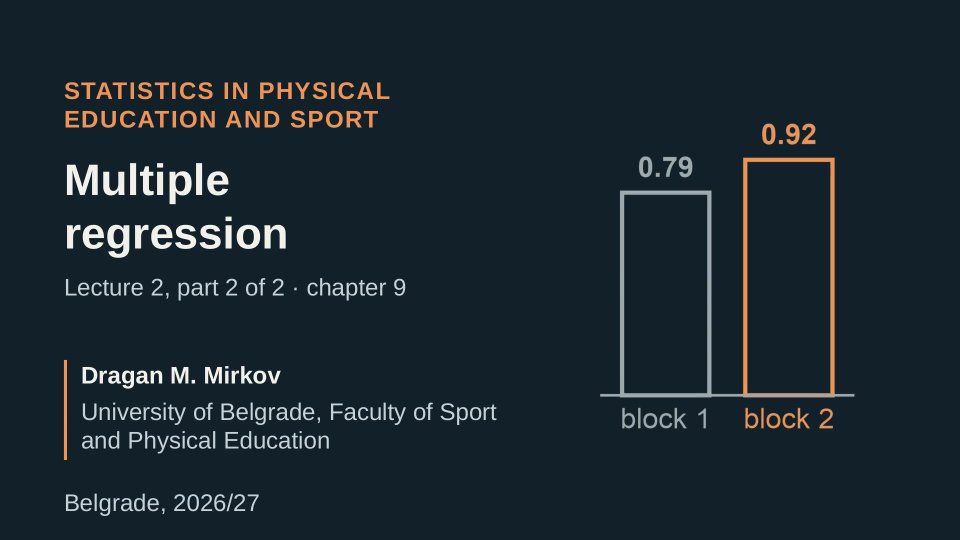 STATISTICS IN PHYSICAL
EDUCATION AND SPORT
Multiple
regression
Lecture 2, part 2 of 2 · chapter 9
Dragan M. Mirkov
University of Belgrade, Faculty of Sport
and Physical Education
Belgrade, 2026/27
0.79
0.92
block 1
block 2